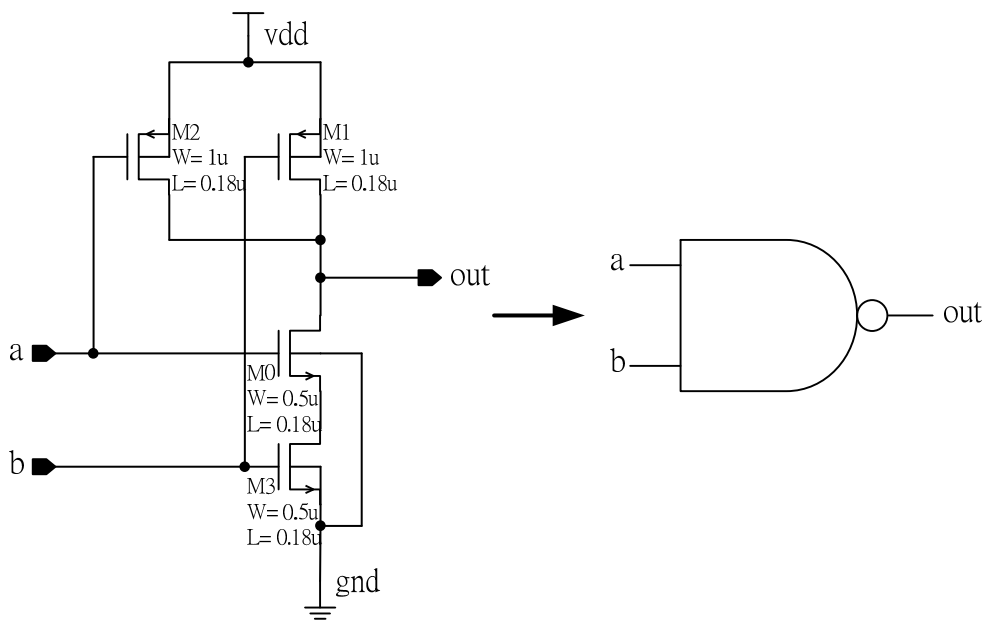 vdd
M2
W= 1u
L= 0.18u
M1
W= 1u
L= 0.18u
out
a
M0
W= 0.5u
L= 0.18u
b
M3
W= 0.5u
L= 0.18u
gnd
a
b
out